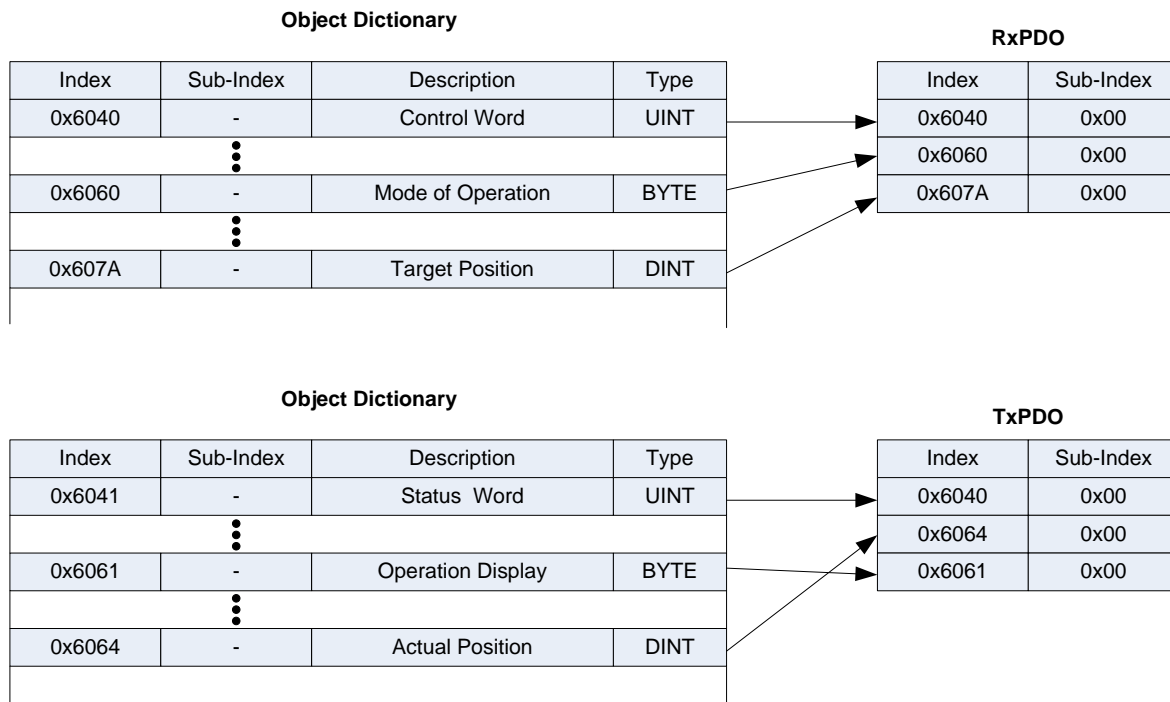 Object Dictionary
RxPDO
Index Sub-Index Description Type
Index Sub-Index
0x6040 - Control Word UINT
0x6040 0x00
0x6060 0x00
0x6060 - Mode of Operation BYTE
0x607A 0x00
0x607A - Target Position DINT
Object Dictionary
TxPDO
Index Sub-Index Description Type
Index Sub-Index
0x6041 - Status Word UINT
0x6040 0x00
0x6064 0x00
0x6061 - Operation Display BYTE
0x6061 0x00
0x6064 - Actual Position DINT